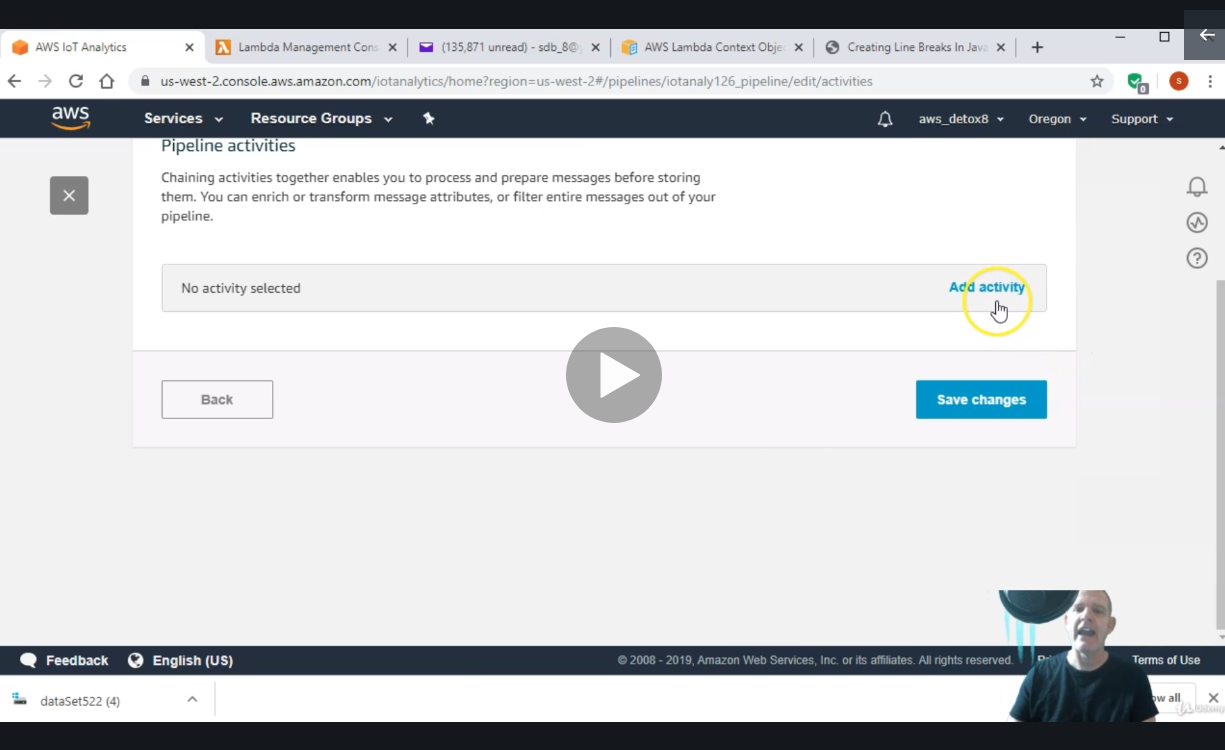 AWS IoT Analytics
Lambda Management Cons
(135,871 unread) - sdb_8@
AWS Lambda Context Obje
Creating Line Breaks In Java
us-west-2.console.aws.amazon.com/iotanalytics/home?region=us-west-2#/pipelines/iotanaly126_pipeline/edit/activities
0
S
aws
Services
Resource Groups
aws_detox8
Oregon
Support
Pipeline activities
Chaining activities together enables you to process and prepare messages before storing
them. You can enrich or transform message attributes, or filter entire messages out of your
pipeline.
No activity selected
Add activity
Back
Save changes
Feedback
English (US)
© 2008 - 2019, Amazon Web Services, Inc. or its affiliates. All rights reserved.
Terms of Use
dataSet522 (4)
ow all
Udemy